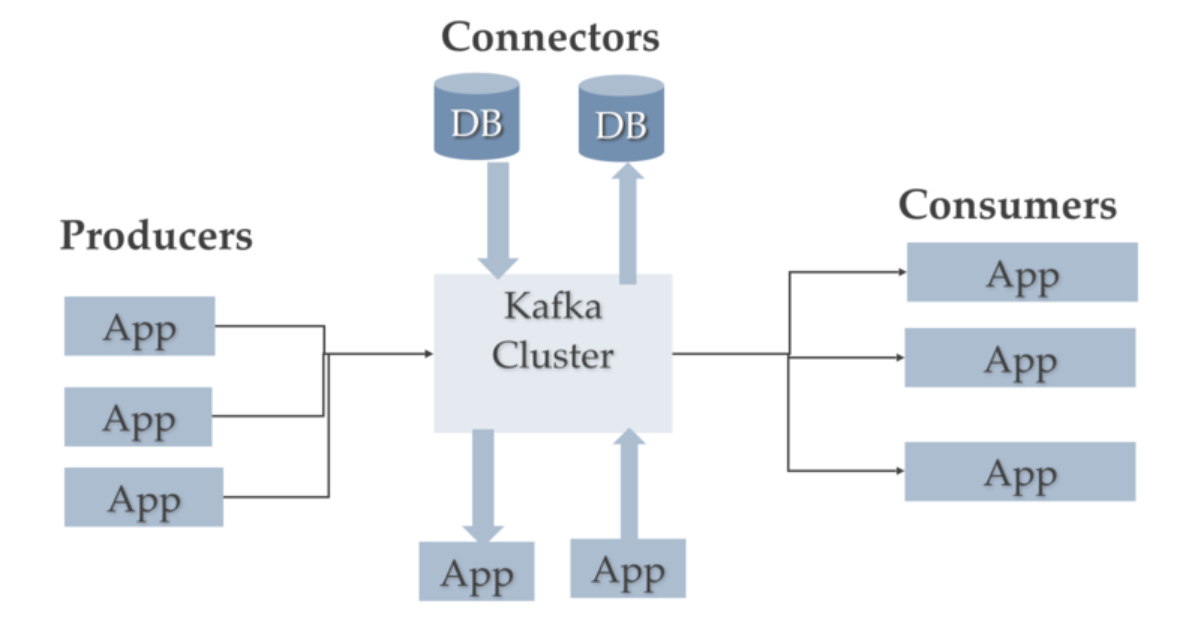 Connectors
DB
DB
Producers
App
App
App
Kafka
Cluster
Consumers
App
App
App
App
App